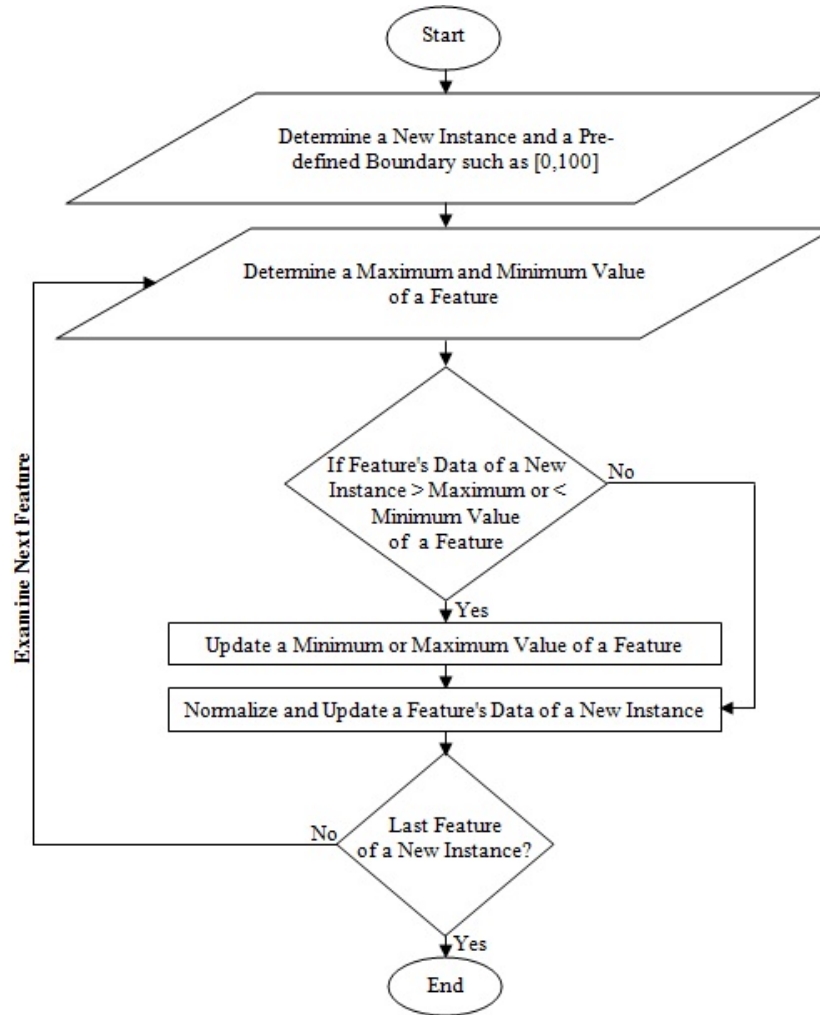 Start
Determine a New Instance and a Pre-
defined Boundary such as [0,100]
Determine a Maximum and Minimum Value
of a Feature
If Feature's Data of a New
Instance > Maximum or <
Minimum Value
of a Feature
No
Yes
Examine Next Feature
Update a Minimum or Maximum Value of a Feature
Normalize and Update a Feature's Data of a New Instance
Last Feature
of a New Instance?
No
Yes
End